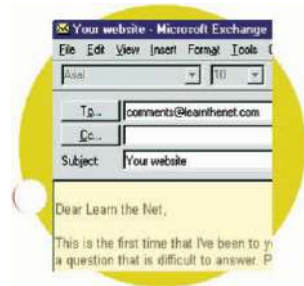 Your website - Microsoft Exchange
File Edit View Insert Format Tools
Arial 10
To... comments@learnthenet.com
Cc...
Subject: Your website
Dear Learn the Net,
This is the first time that I've been to y
a question that is difficult to answer. P